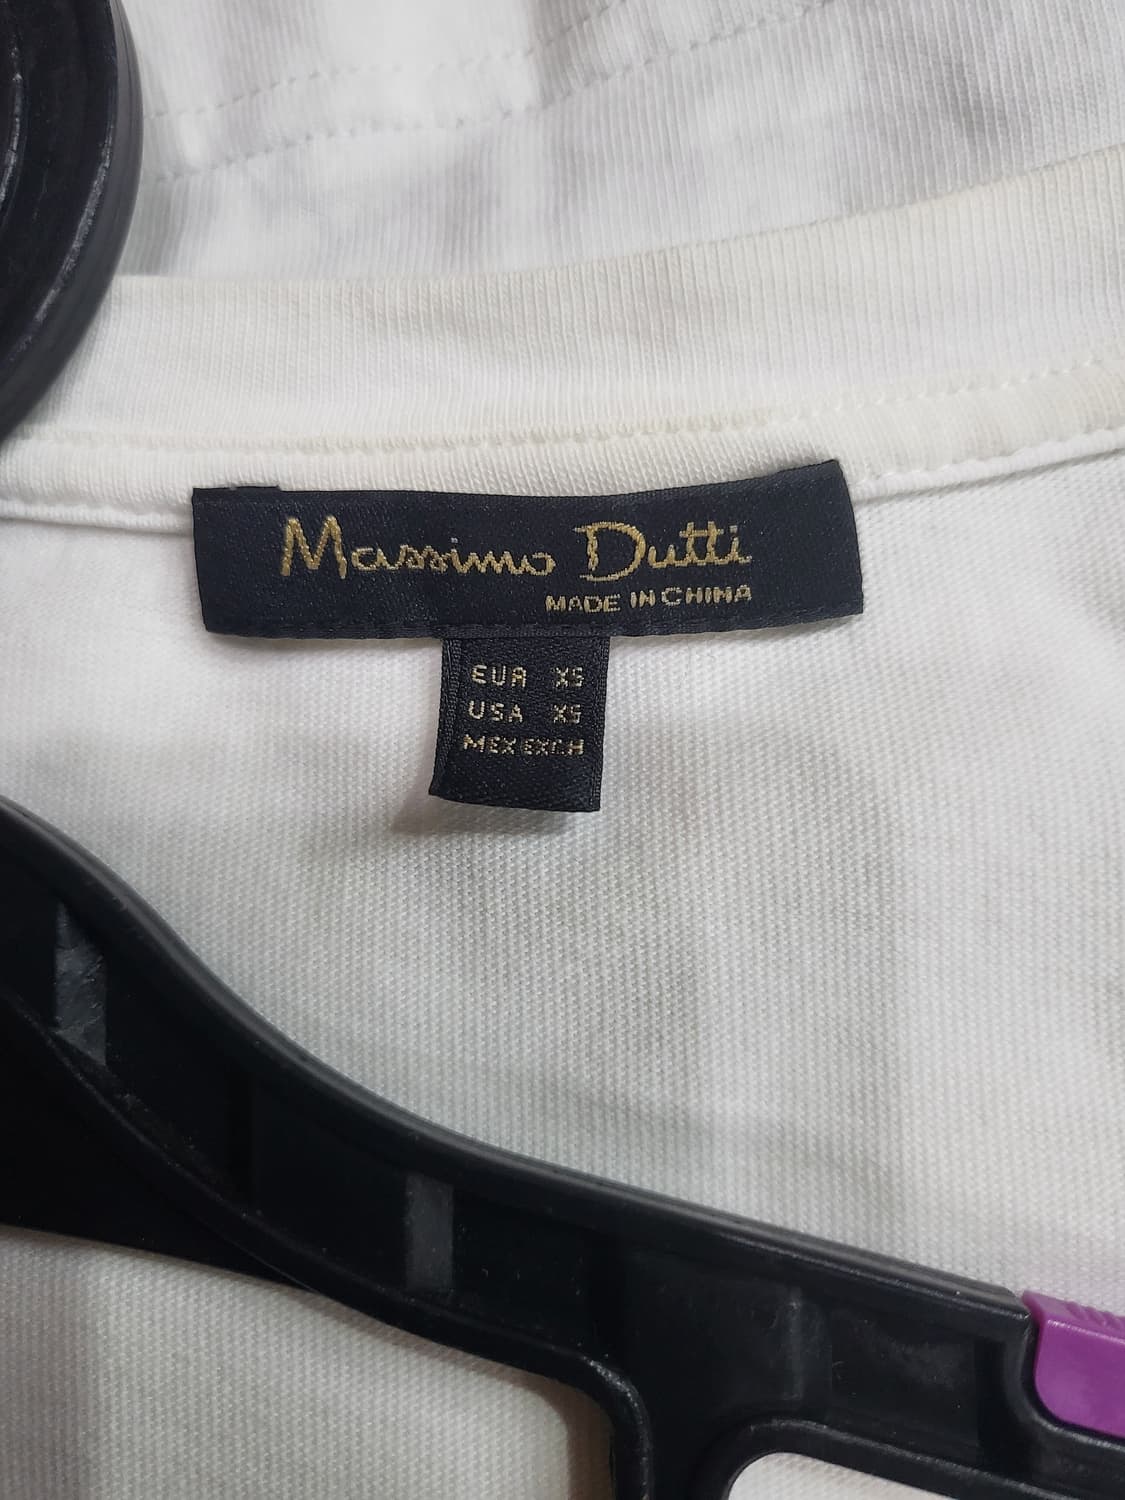 Massimo Dutti
MADE IN CHINA
EUR XS
USA XS
MEX EXCH